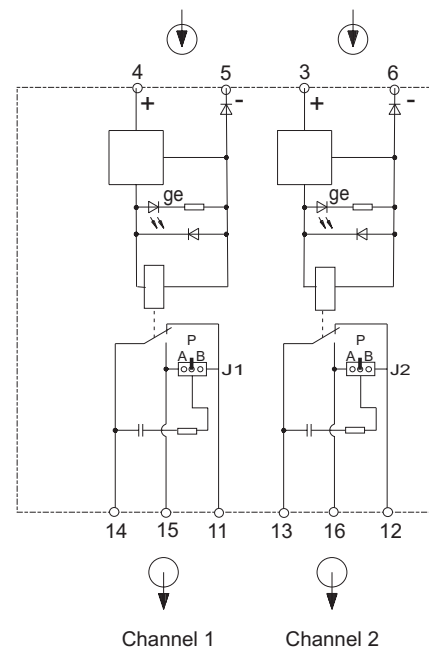 4 5 3 6
+ - + -
ge ge
P P
A B A B
J1 J2
14 15 11 13 16 12
Channel 1 Channel 2